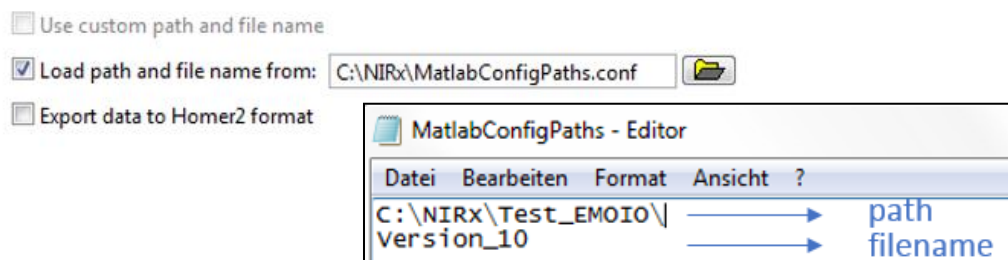 Use custom path and file name
Load path and file name from: C:\NIRx\MatlabConfigPaths.conf
Export data to Homer2 format
MatlabConfigPaths - Editor
Datei Bearbeiten Format Ansicht ?
C:\NIRx\Test_EMOIO\ path
Version_10 filename